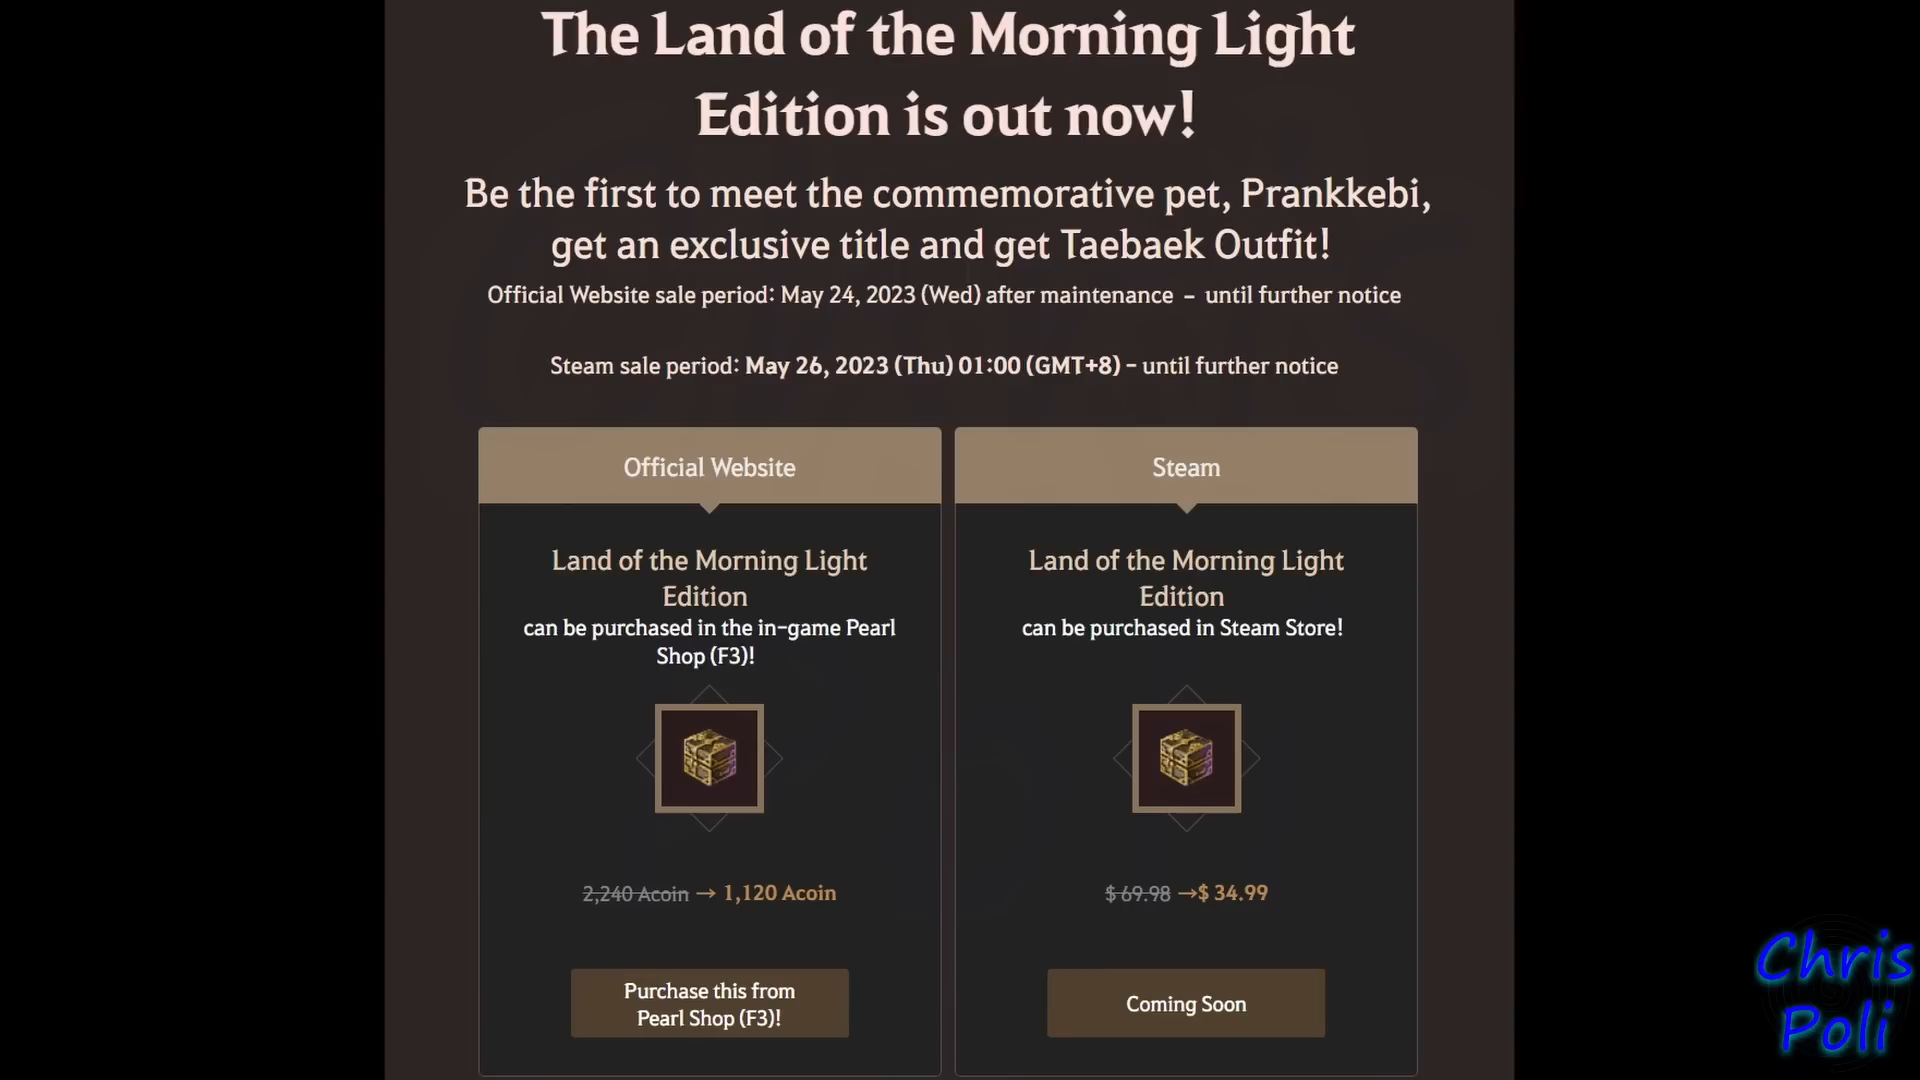 The Land of the Morning Light
Edition is out now!
Be the first to meet the commemorative pet, Prankkebi,
get an exclusive title and get Taebaek Outfit!
Official Website sale period: May 24, 2023 (Wed) after maintenance – until further notice
Steam sale period: May 26, 2023 (Thu) 01:00 (GMT+8) – until further notice
Official Website
Land of the Morning Light
Edition
can be purchased in the in-game Pearl
Shop (F3)!
2,240 Acoin → 1,120 Acoin
Purchase this from
Pearl Shop (F3)!
Steam
Land of the Morning Light
Edition
can be purchased in Steam Store!
$ 69.98 →$ 34.99
Coming Soon
Chris
Poli